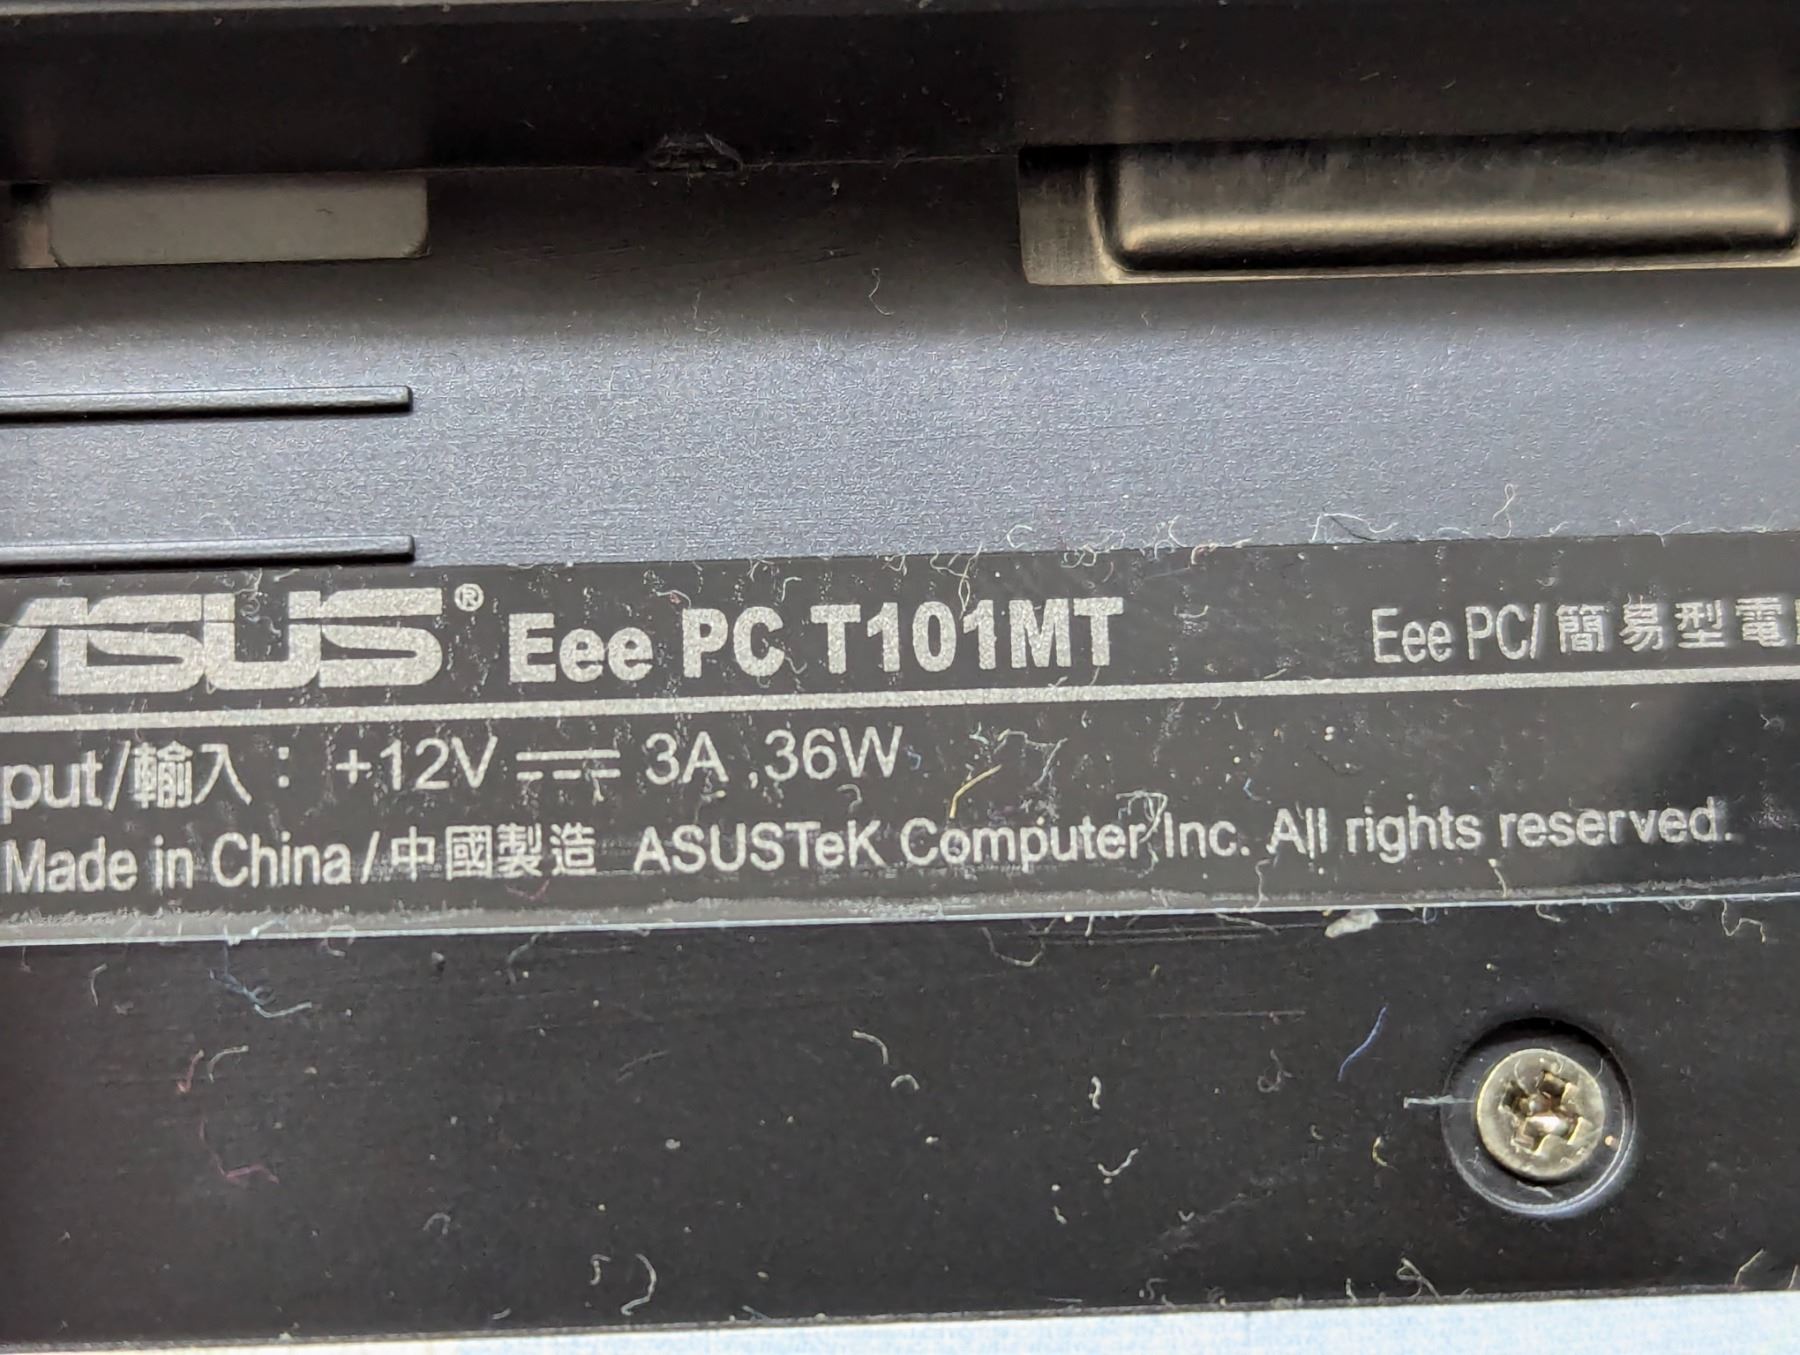 ASUS® Eee PC T101MT Eee PC/簡易型電
put/輸入: +12V ⎓ 3A ,36W
Made in China / 中國製造 ASUSTeK Computer Inc. All rights reserved.